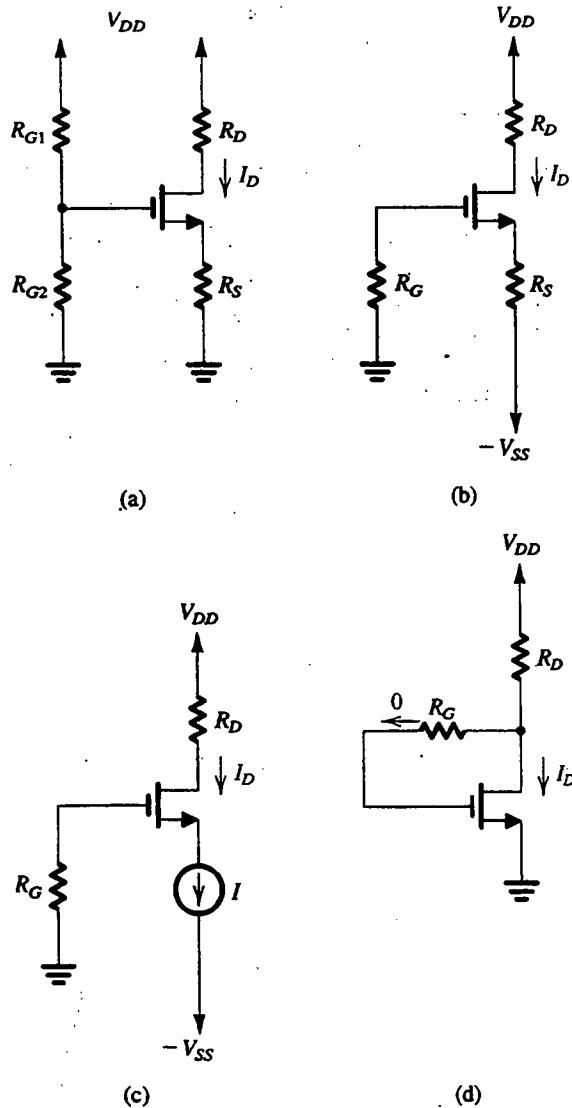 V_DD
R_G1
R_D
I_D
R_G2
R_S
(a)
V_DD
R_D
I_D
R_G
R_S
−V_SS
(b)
V_DD
R_D
I_D
R_G
I
−V_SS
(c)
V_DD
R_D
0
R_G
I_D
(d)